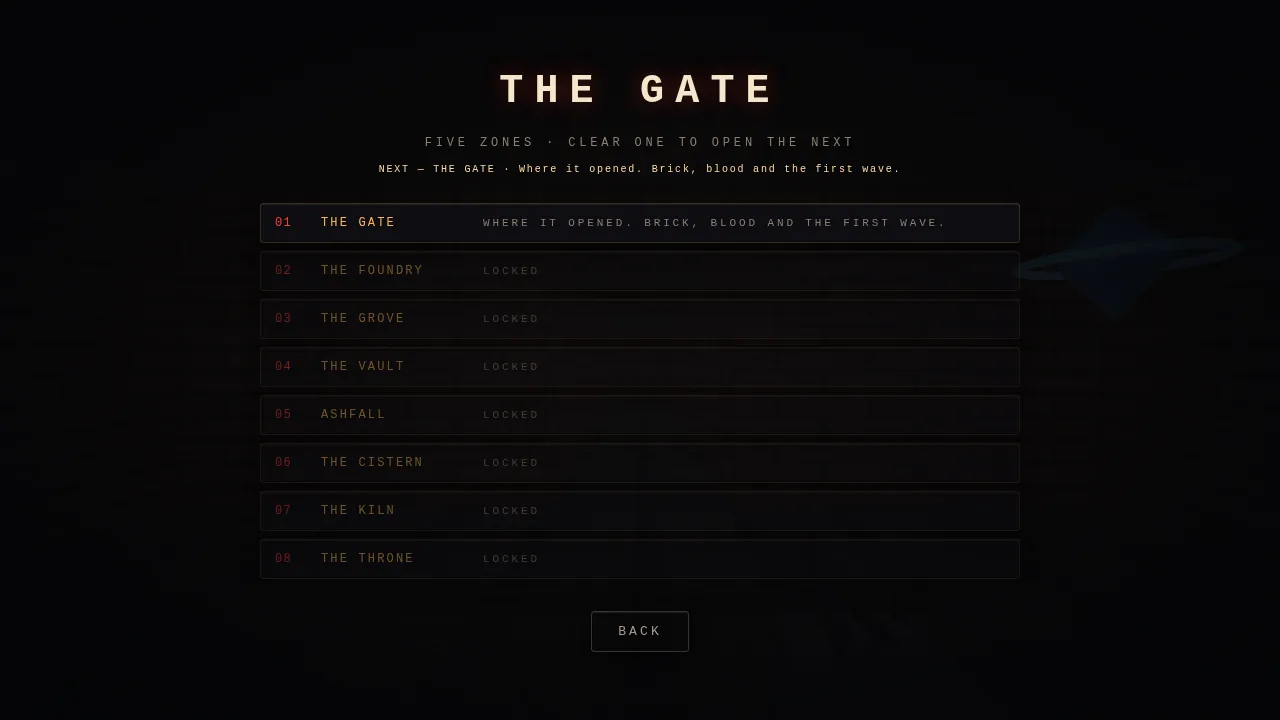 THE GATE
FIVE ZONES · CLEAR ONE TO OPEN THE NEXT
NEXT — THE GATE · Where it opened. Brick, blood and the first wave.
01 THE GATE WHERE IT OPENED. BRICK, BLOOD AND THE FIRST WAVE.
02 THE FOUNDRY LOCKED
03 THE GROVE LOCKED
04 THE VAULT LOCKED
05 ASHFALL LOCKED
06 THE CISTERN LOCKED
07 THE KILN LOCKED
08 THE THRONE LOCKED
BACK